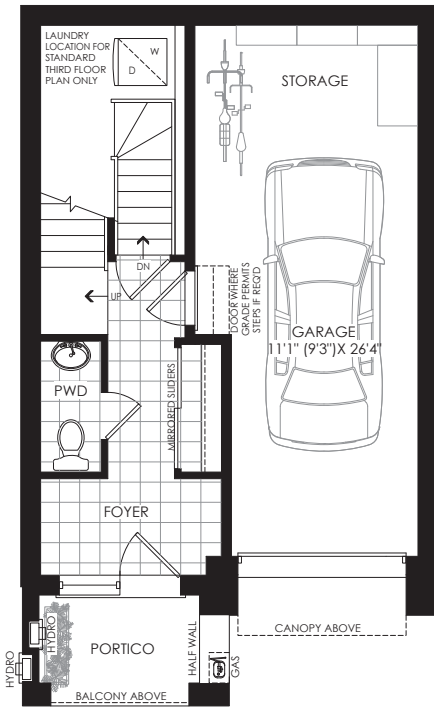 LAUNDRY
LOCATION FOR
STANDARD
THIRD FLOOR
PLAN ONLY
W
D
STORAGE
DN
UP
DOOR WHERE
GRADE PERMITS
STEPS IF REQ'D
GARAGE
11'1" (9'3") X 26'4"
PWD
MIRRORED SLIDERS
FOYER
HYDRO
HYDRO
PORTICO
HALF WALL
GAS
CANOPY ABOVE
BALCONY ABOVE